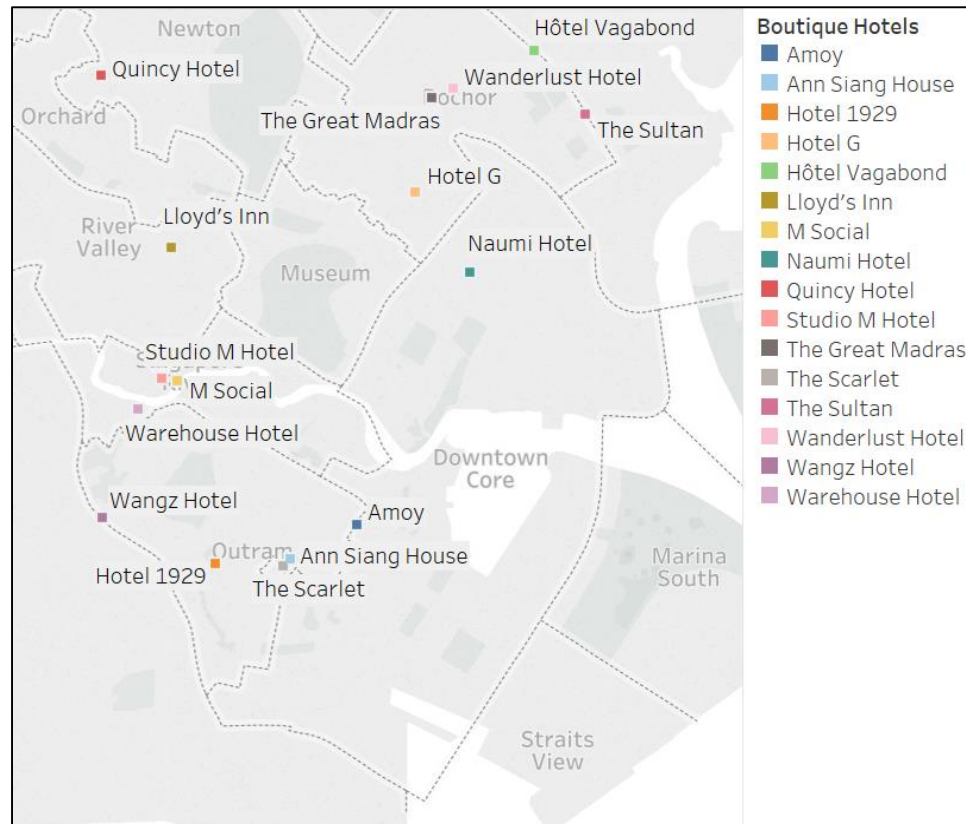 Newton
Hôtel Vagabond
Quincy Hotel
Wanderlust Hotel
Orchard
Rochor
The Great Madras
The Sultan
Hotel G
Lloyd's Inn
River
Valley
Naumi Hotel
Museum
Studio M Hotel
Singapore
M Social
Warehouse Hotel
Downtown
Core
Wangz Hotel
Amoy
Outram
Ann Siang House
Hotel 1929
The Scarlet
Marina
South
Straits
View
Boutique Hotels
Amoy
Ann Siang House
Hotel 1929
Hotel G
Hôtel Vagabond
Lloyd's Inn
M Social
Naumi Hotel
Quincy Hotel
Studio M Hotel
The Great Madras
The Scarlet
The Sultan
Wanderlust Hotel
Wangz Hotel
Warehouse Hotel